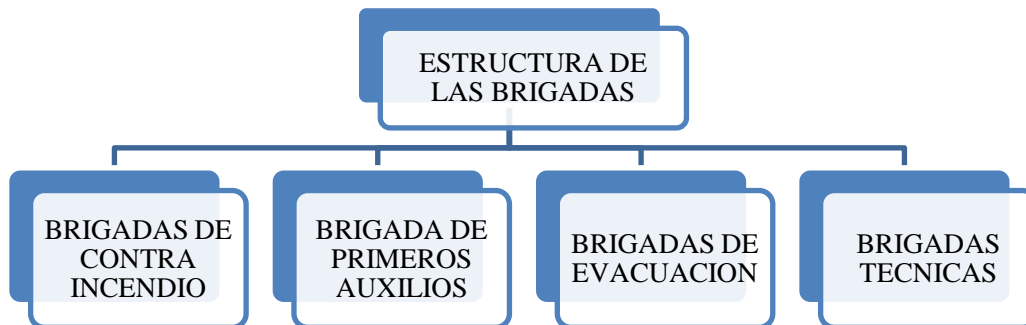 ESTRUCTURA DE
LAS BRIGADAS
BRIGADAS DE
CONTRA
INCENDIO
BRIGADA DE
PRIMEROS
AUXILIOS
BRIGADAS DE
EVACUACION
BRIGADAS
TECNICAS